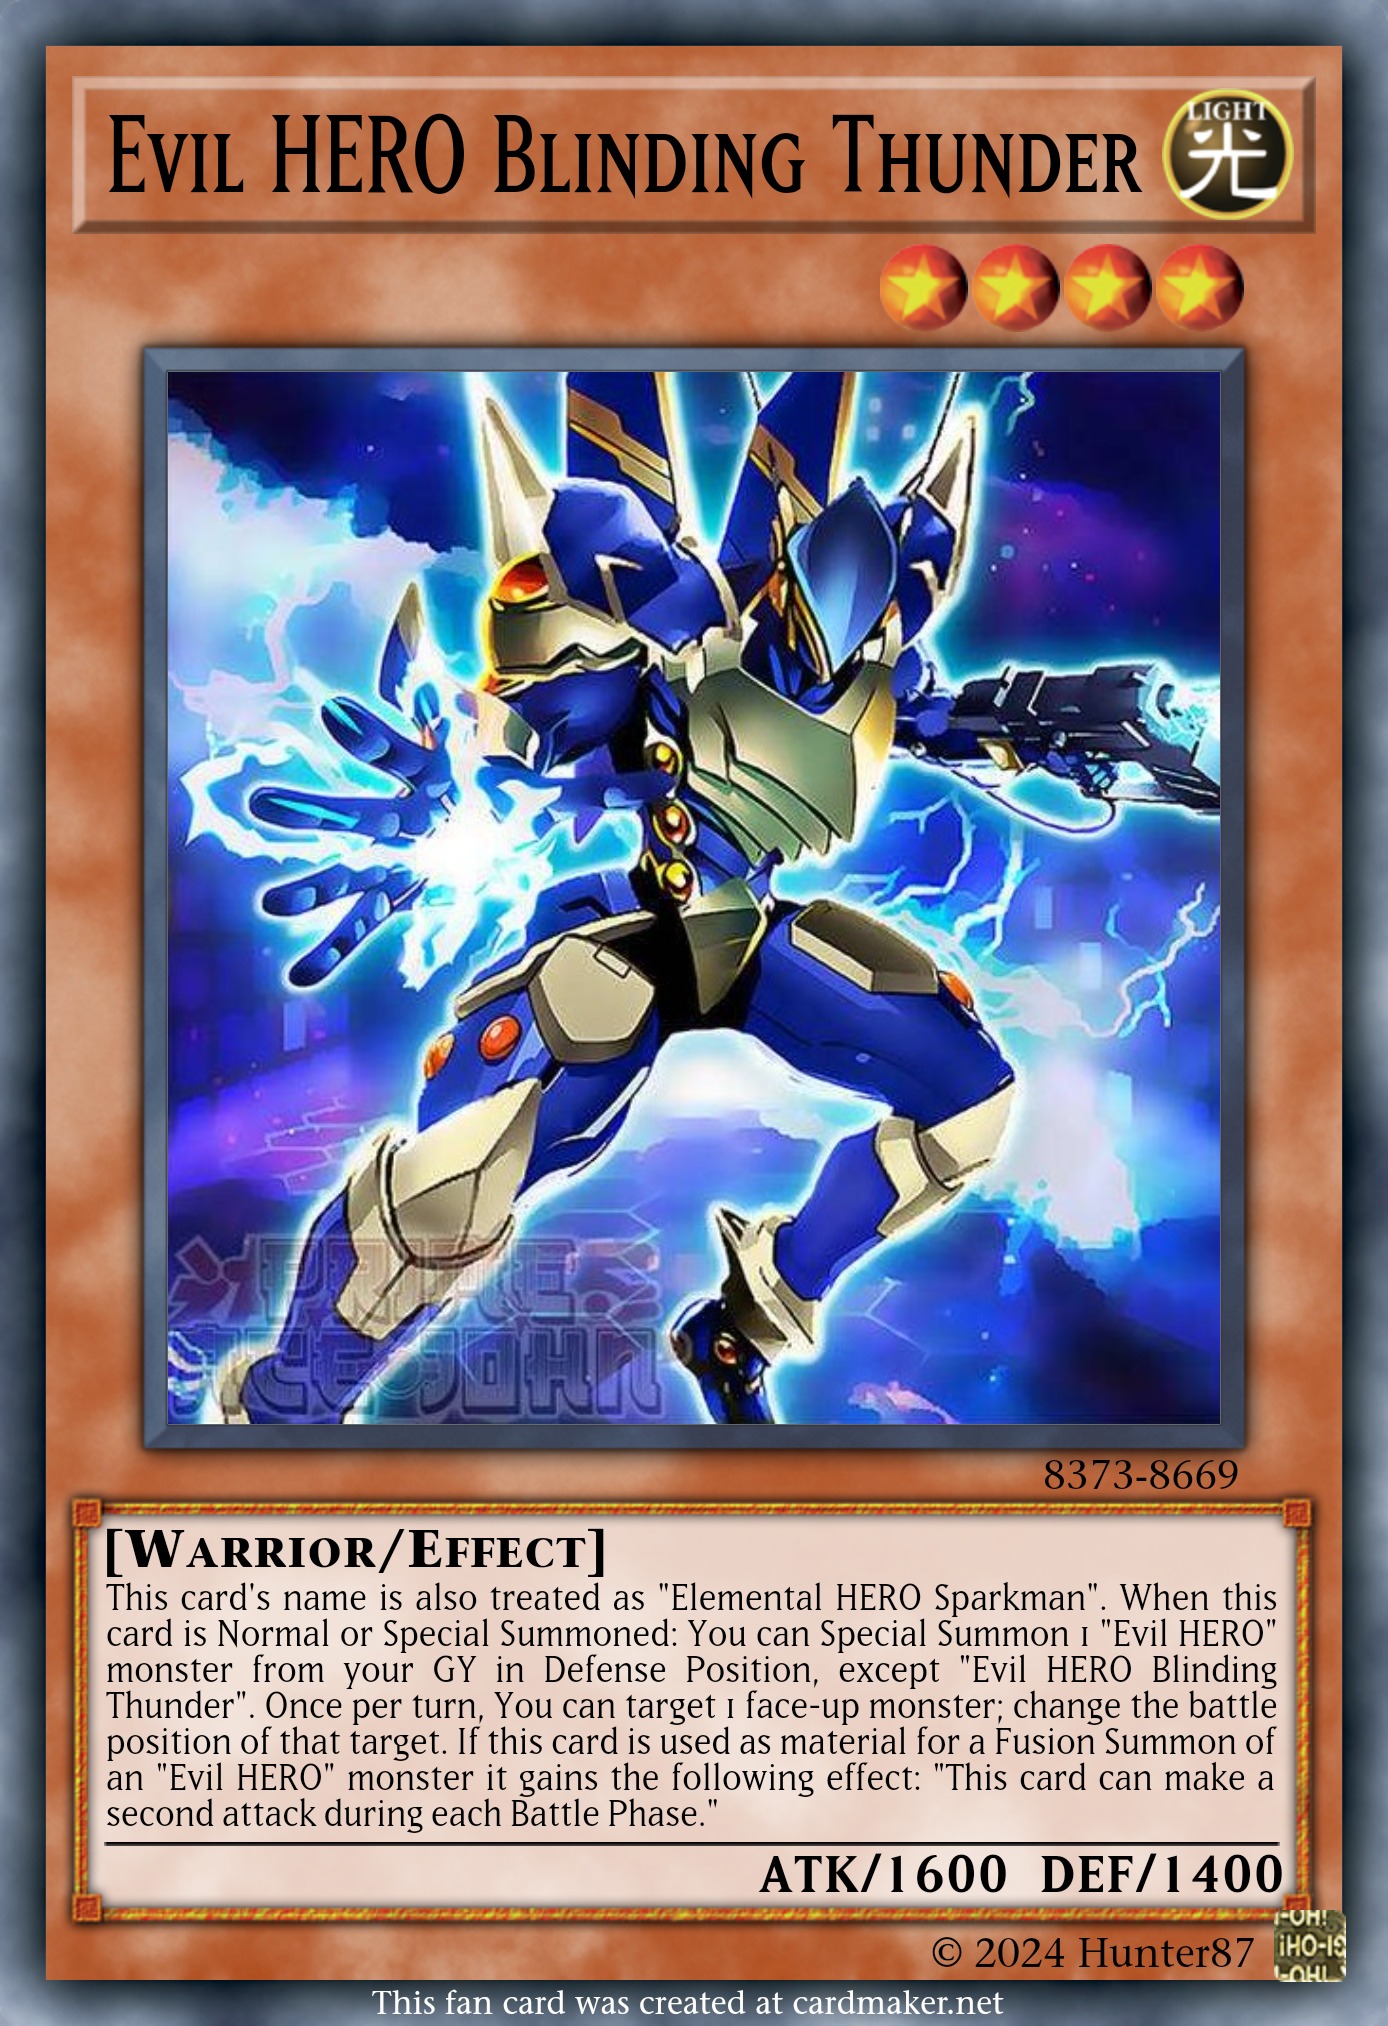 Evil HERO Blinding Thunder
LIGHT
光
PRIME
ACE JOHN
8373-8669
[Warrior/Effect]
This card's name is also treated as "Elemental HERO Sparkman". When this
card is Normal or Special Summoned: You can Special Summon 1 "Evil HERO"
monster from your GY in Defense Position, except "Evil HERO Blinding
Thunder". Once per turn, You can target 1 face-up monster; change the battle
position of that target. If this card is used as material for a Fusion Summon of
an "Evil HERO" monster it gains the following effect: "This card can make a
second attack during each Battle Phase."
ATK/1600 DEF/1400
© 2024 Hunter87
This fan card was created at cardmaker.net